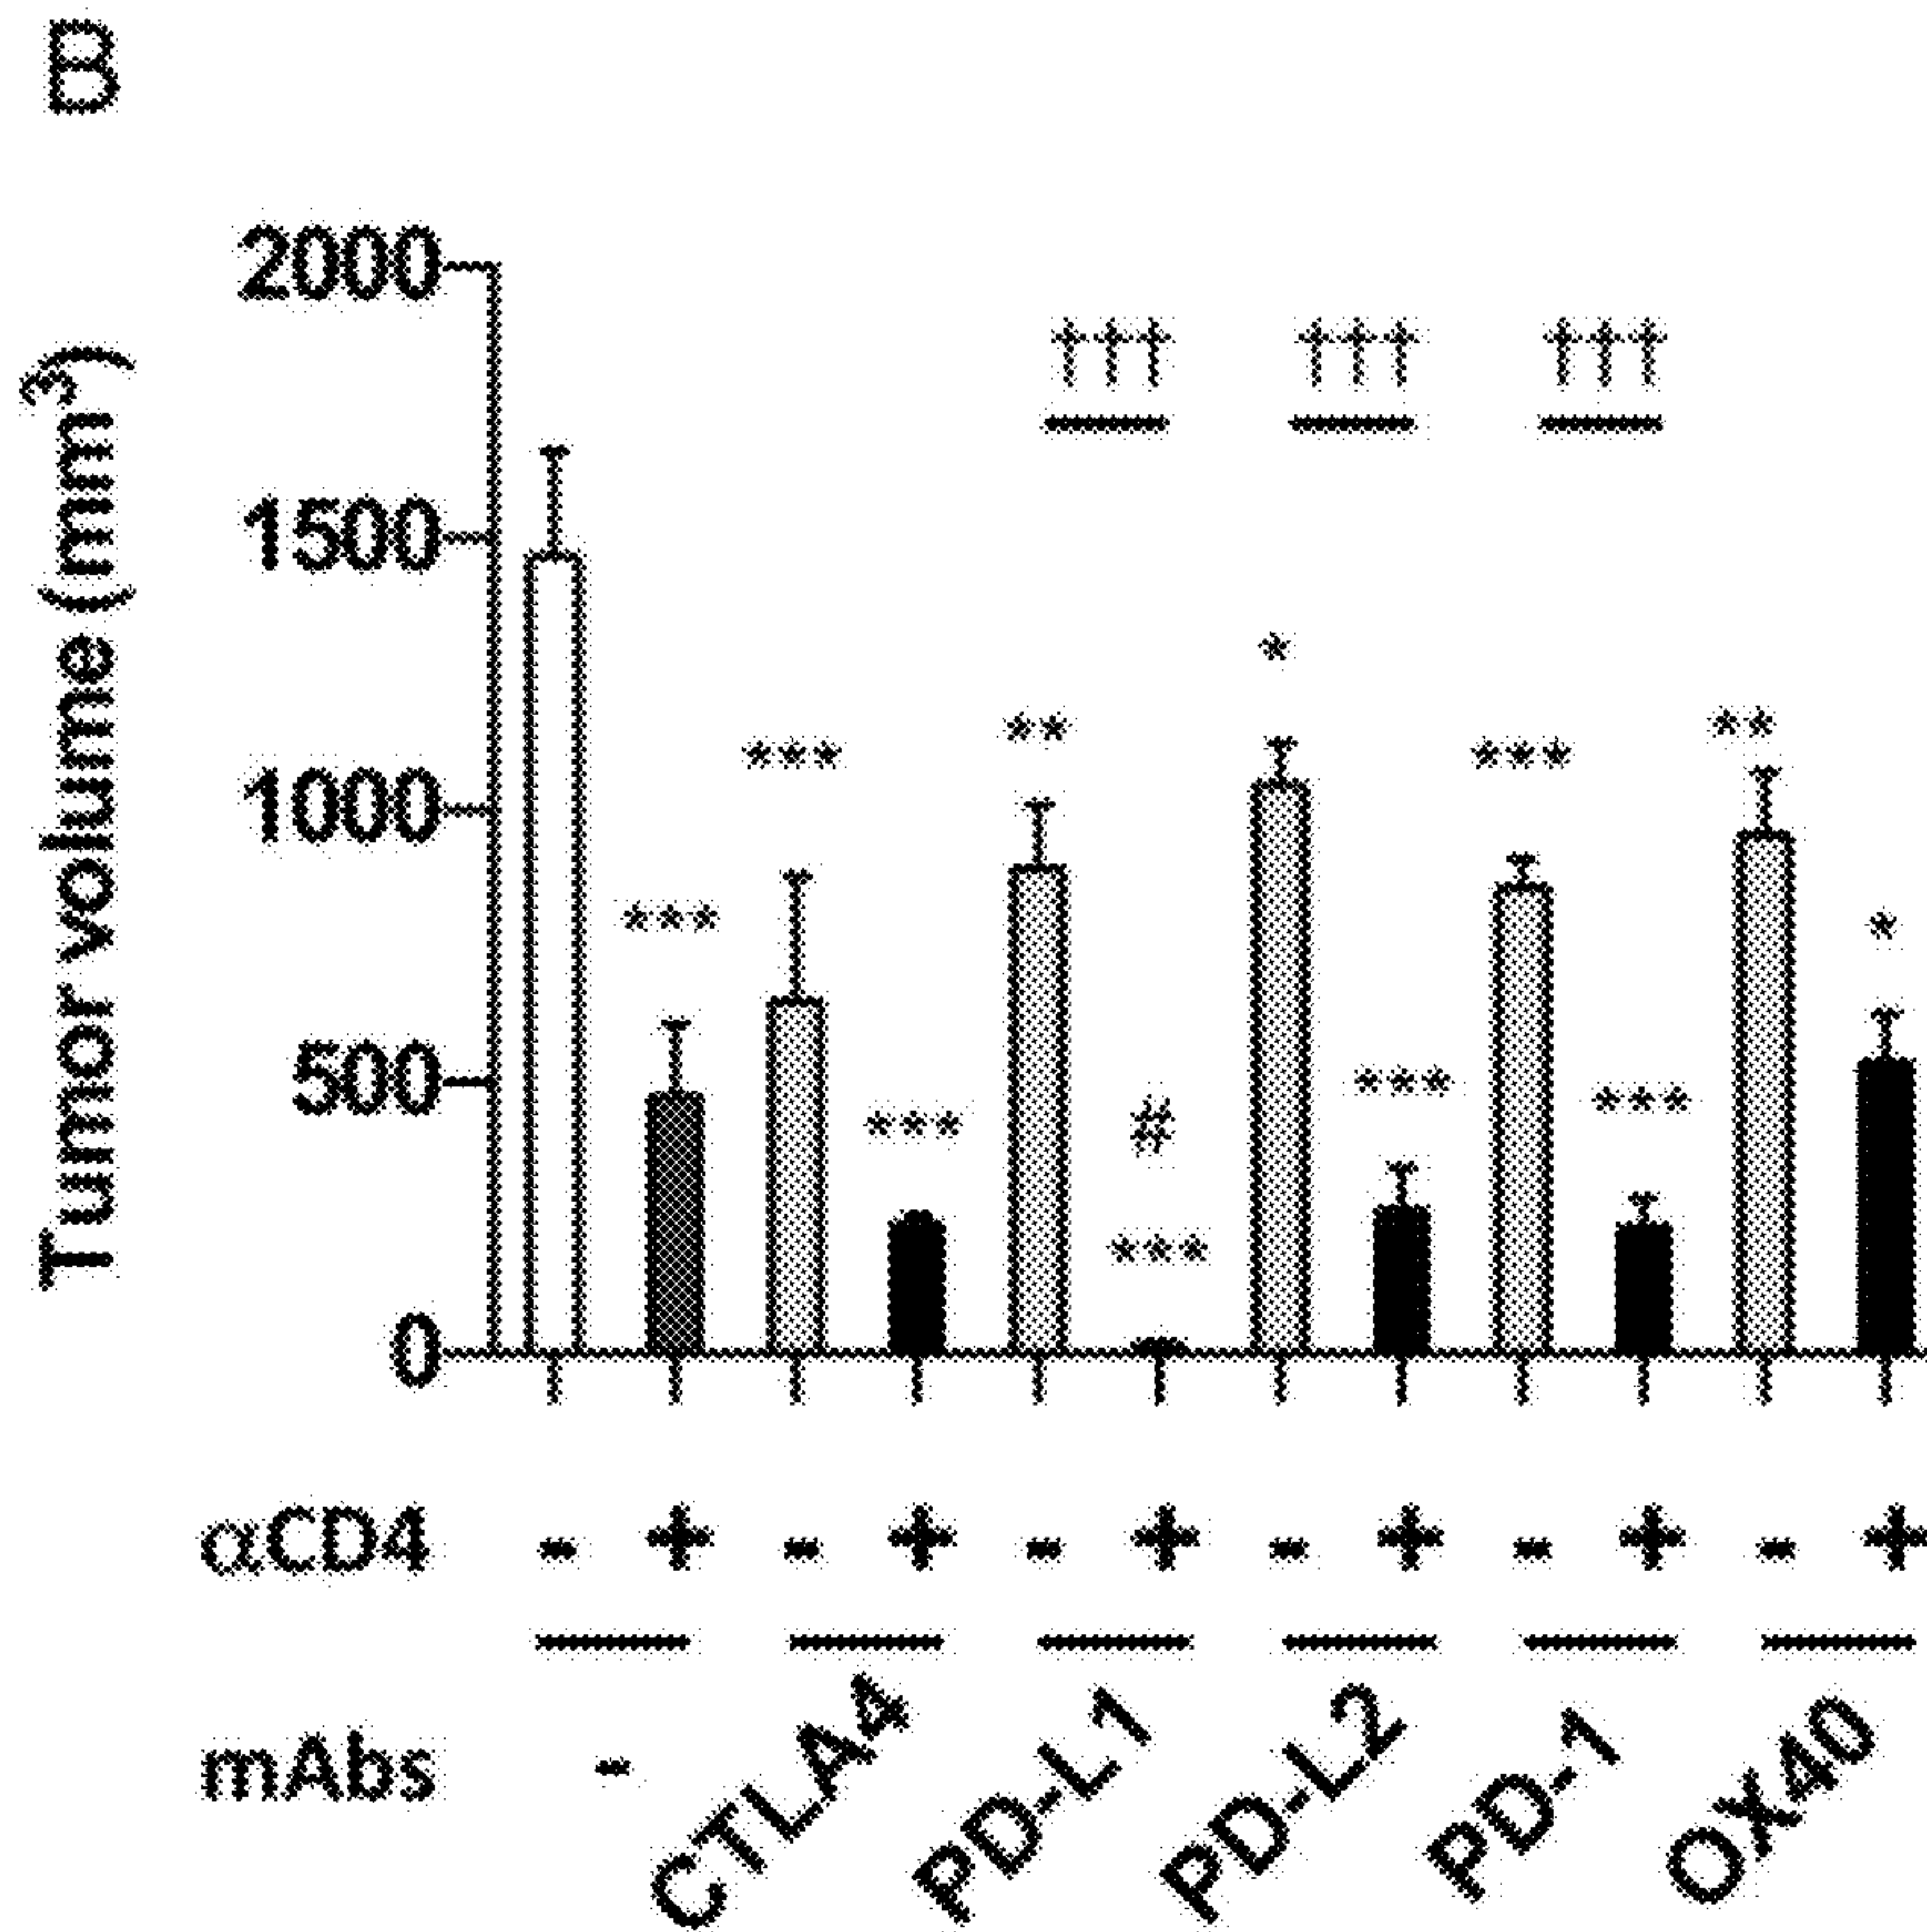 B
Tumor volume (mm³)
2000
1500
1000
500
0
††† ††† †††
*
** **
*** ***
*** *
***
***
***
#
***
αCD4 - + - + - + - + - + - +
mAbs - CTLA4 PD-L1 PD-L2 PD-1 OX40